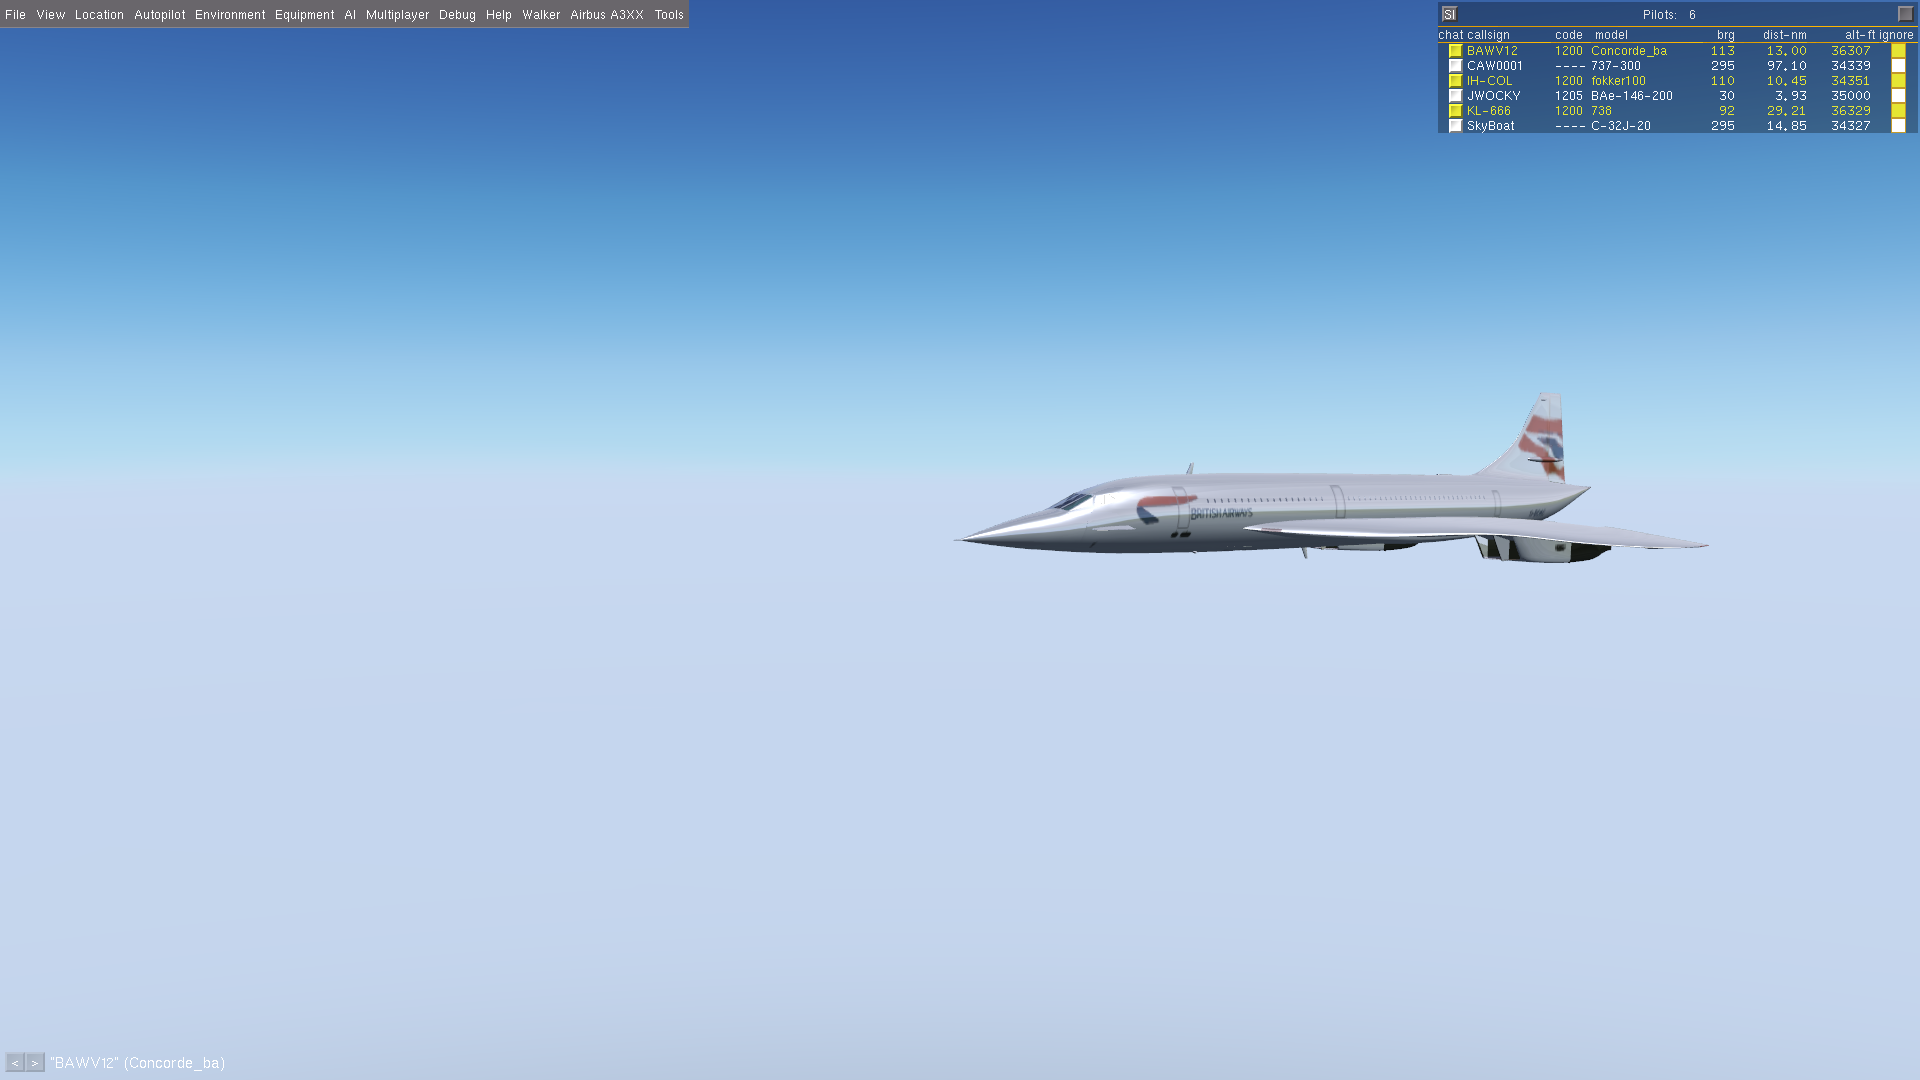 File View Location Autopilot Environment Equipment AI Multiplayer Debug Help Walker Airbus A3XX Tools
SI Pilots: 6
chat callsign code model brg dist-nm alt-ft ignore
BAWV12 1200 Concorde_ba 113 13.00 36307
CAW0001 ---- 737-300 295 97.10 34339
IH-COL 1200 fokker100 110 10.45 34351
JWOCKY 1205 BAe-146-200 30 3.93 35000
KL-666 1200 738 92 29.21 36329
SkyBoat ---- C-32J-20 295 14.85 34327
BRITISH AIRWAYS
< > "BAWV12" (Concorde_ba)